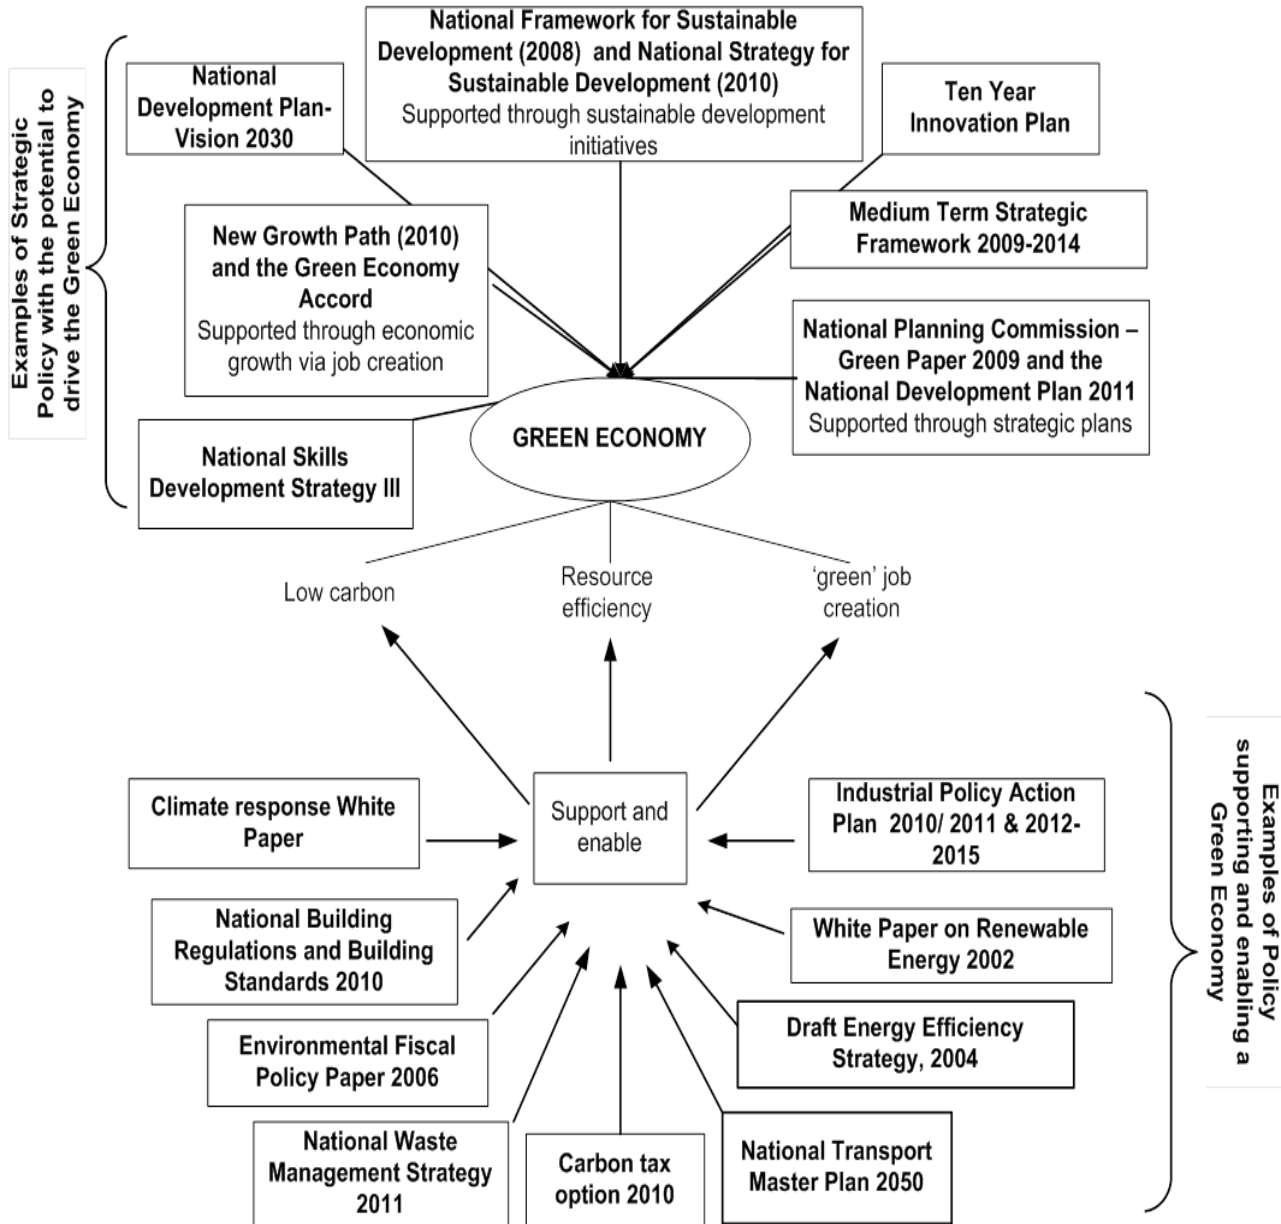 Examples of Strategic
Policy with the potential to
drive the Green Economy
National
Development Plan-
Vision 2030
National Framework for Sustainable
Development (2008) and National Strategy for
Sustainable Development (2010)
Supported through sustainable development
initiatives
Ten Year
Innovation Plan
New Growth Path (2010)
and the Green Economy
Accord
Supported through economic
growth via job creation
Medium Term Strategic
Framework 2009-2014
National Planning Commission –
Green Paper 2009 and the
National Development Plan 2011
Supported through strategic plans
National Skills
Development Strategy III
GREEN ECONOMY
Low carbon
Resource
efficiency
‘green’ job
creation
Support and
enable
Climate response White
Paper
National Building
Regulations and Building
Standards 2010
Environmental Fiscal
Policy Paper 2006
National Waste
Management Strategy
2011
Carbon tax
option 2010
National Transport
Master Plan 2050
Draft Energy Efficiency
Strategy, 2004
White Paper on Renewable
Energy 2002
Industrial Policy Action
Plan 2010/ 2011 & 2012-
2015
Examples of Policy
supporting and enabling a
Green Economy